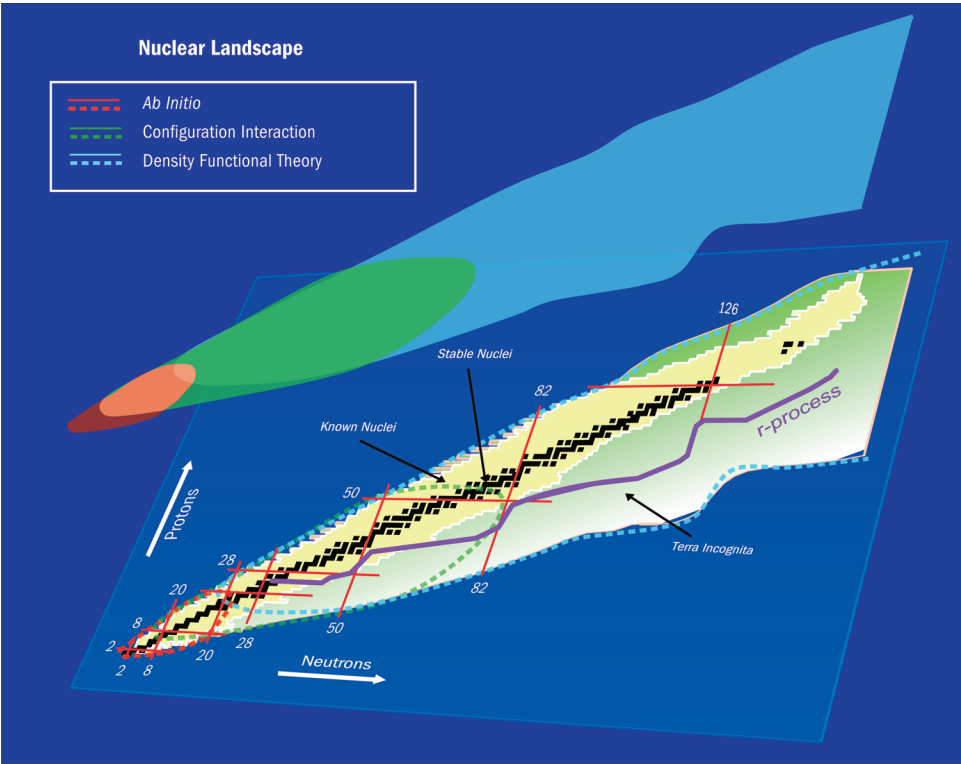 Nuclear Landscape
Ab Initio
Configuration Interaction
Density Functional Theory
126
Stable Nuclei
82
Known Nuclei
r-process
50
Protons
Terra Incognita
28
82
20
50
8
28
20
2
Neutrons
2
8